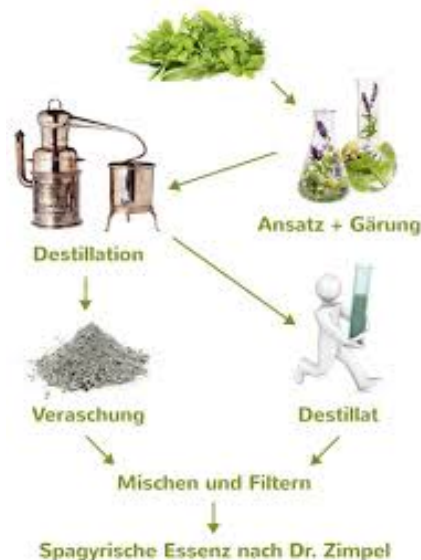 Ansatz + Gärung
Destillation
Veraschung
Destillat
Mischen und Filtern
Spagyrische Essenz nach Dr. Zimpel